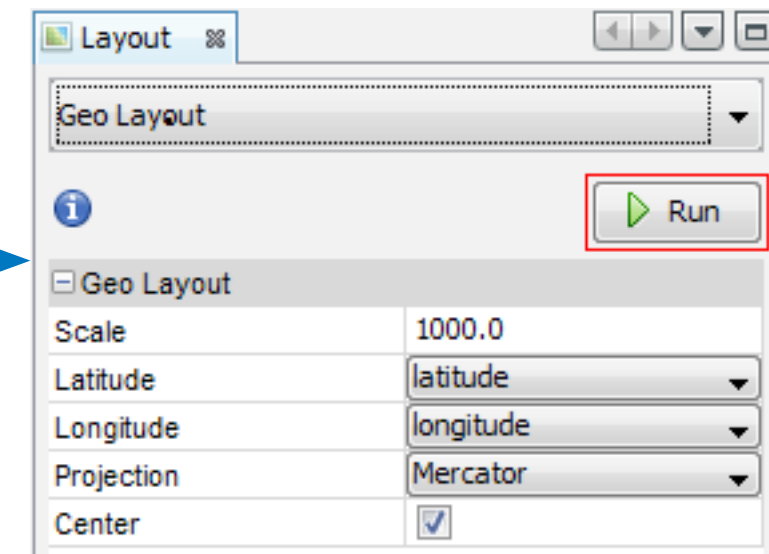 Layout
Geo Layout
Run
Geo Layout
Scale 1000.0
Latitude latitude
Longitude longitude
Projection Mercator
Center